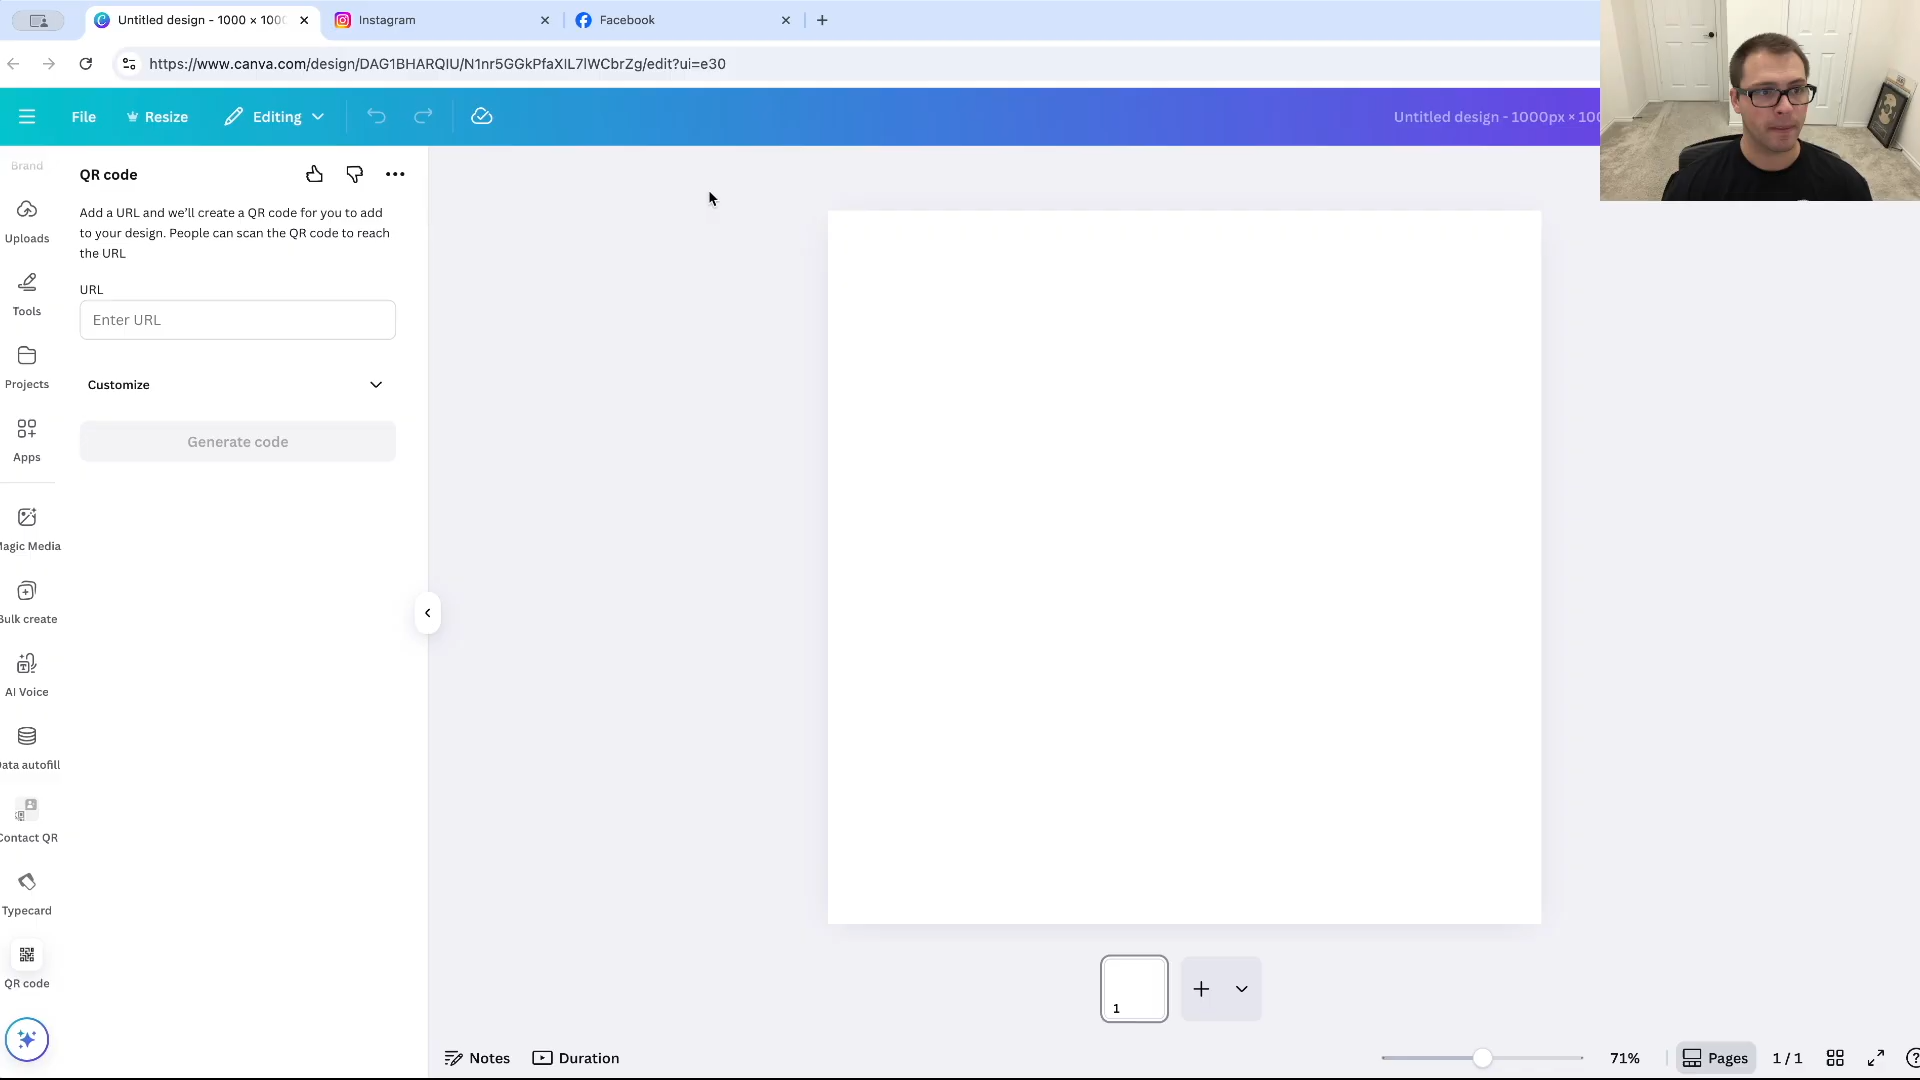 Untitled design - 1000 × 100
Instagram
Facebook
https://www.canva.com/design/DAG1BHARQIU/N1nr5GGkPfaXIL7lWCbrZg/edit?ui=e30
File
Resize
Editing
Untitled design - 1000px × 100
Brand
Uploads
Tools
Projects
Apps
Magic Media
Bulk create
AI Voice
Data autofill
Contact QR
Typecard
QR code
QR code
Add a URL and we'll create a QR code for you to add
to your design. People can scan the QR code to reach
the URL
URL
Enter URL
Customize
Generate code
1
Notes
Duration
71%
Pages
1 / 1